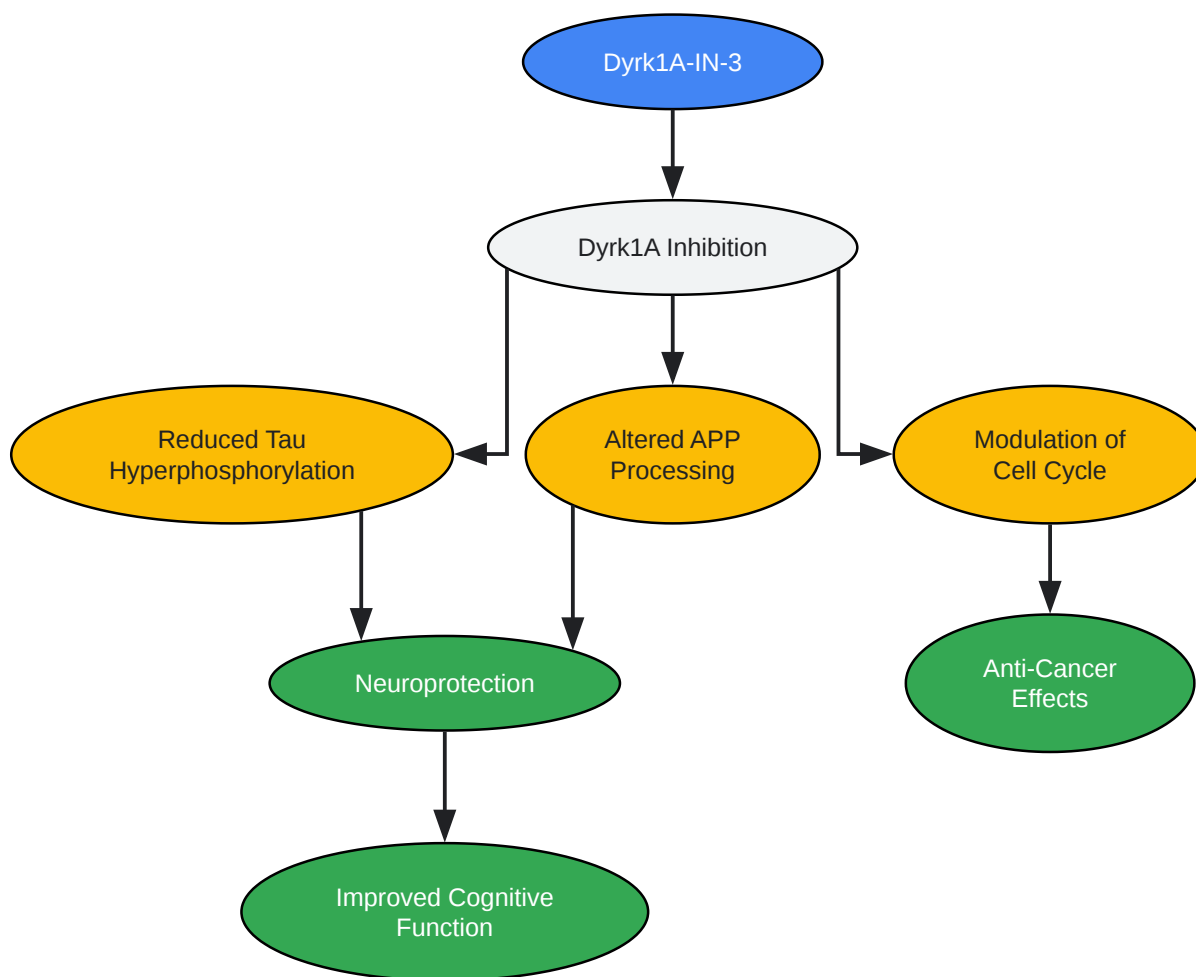 Dyrk1A-IN-3
Dyrk1A Inhibition
Reduced Tau
Hyperphosphorylation
Altered APP
Processing
Modulation of
Cell Cycle
Neuroprotection
Anti-Cancer
Effects
Improved Cognitive
Function